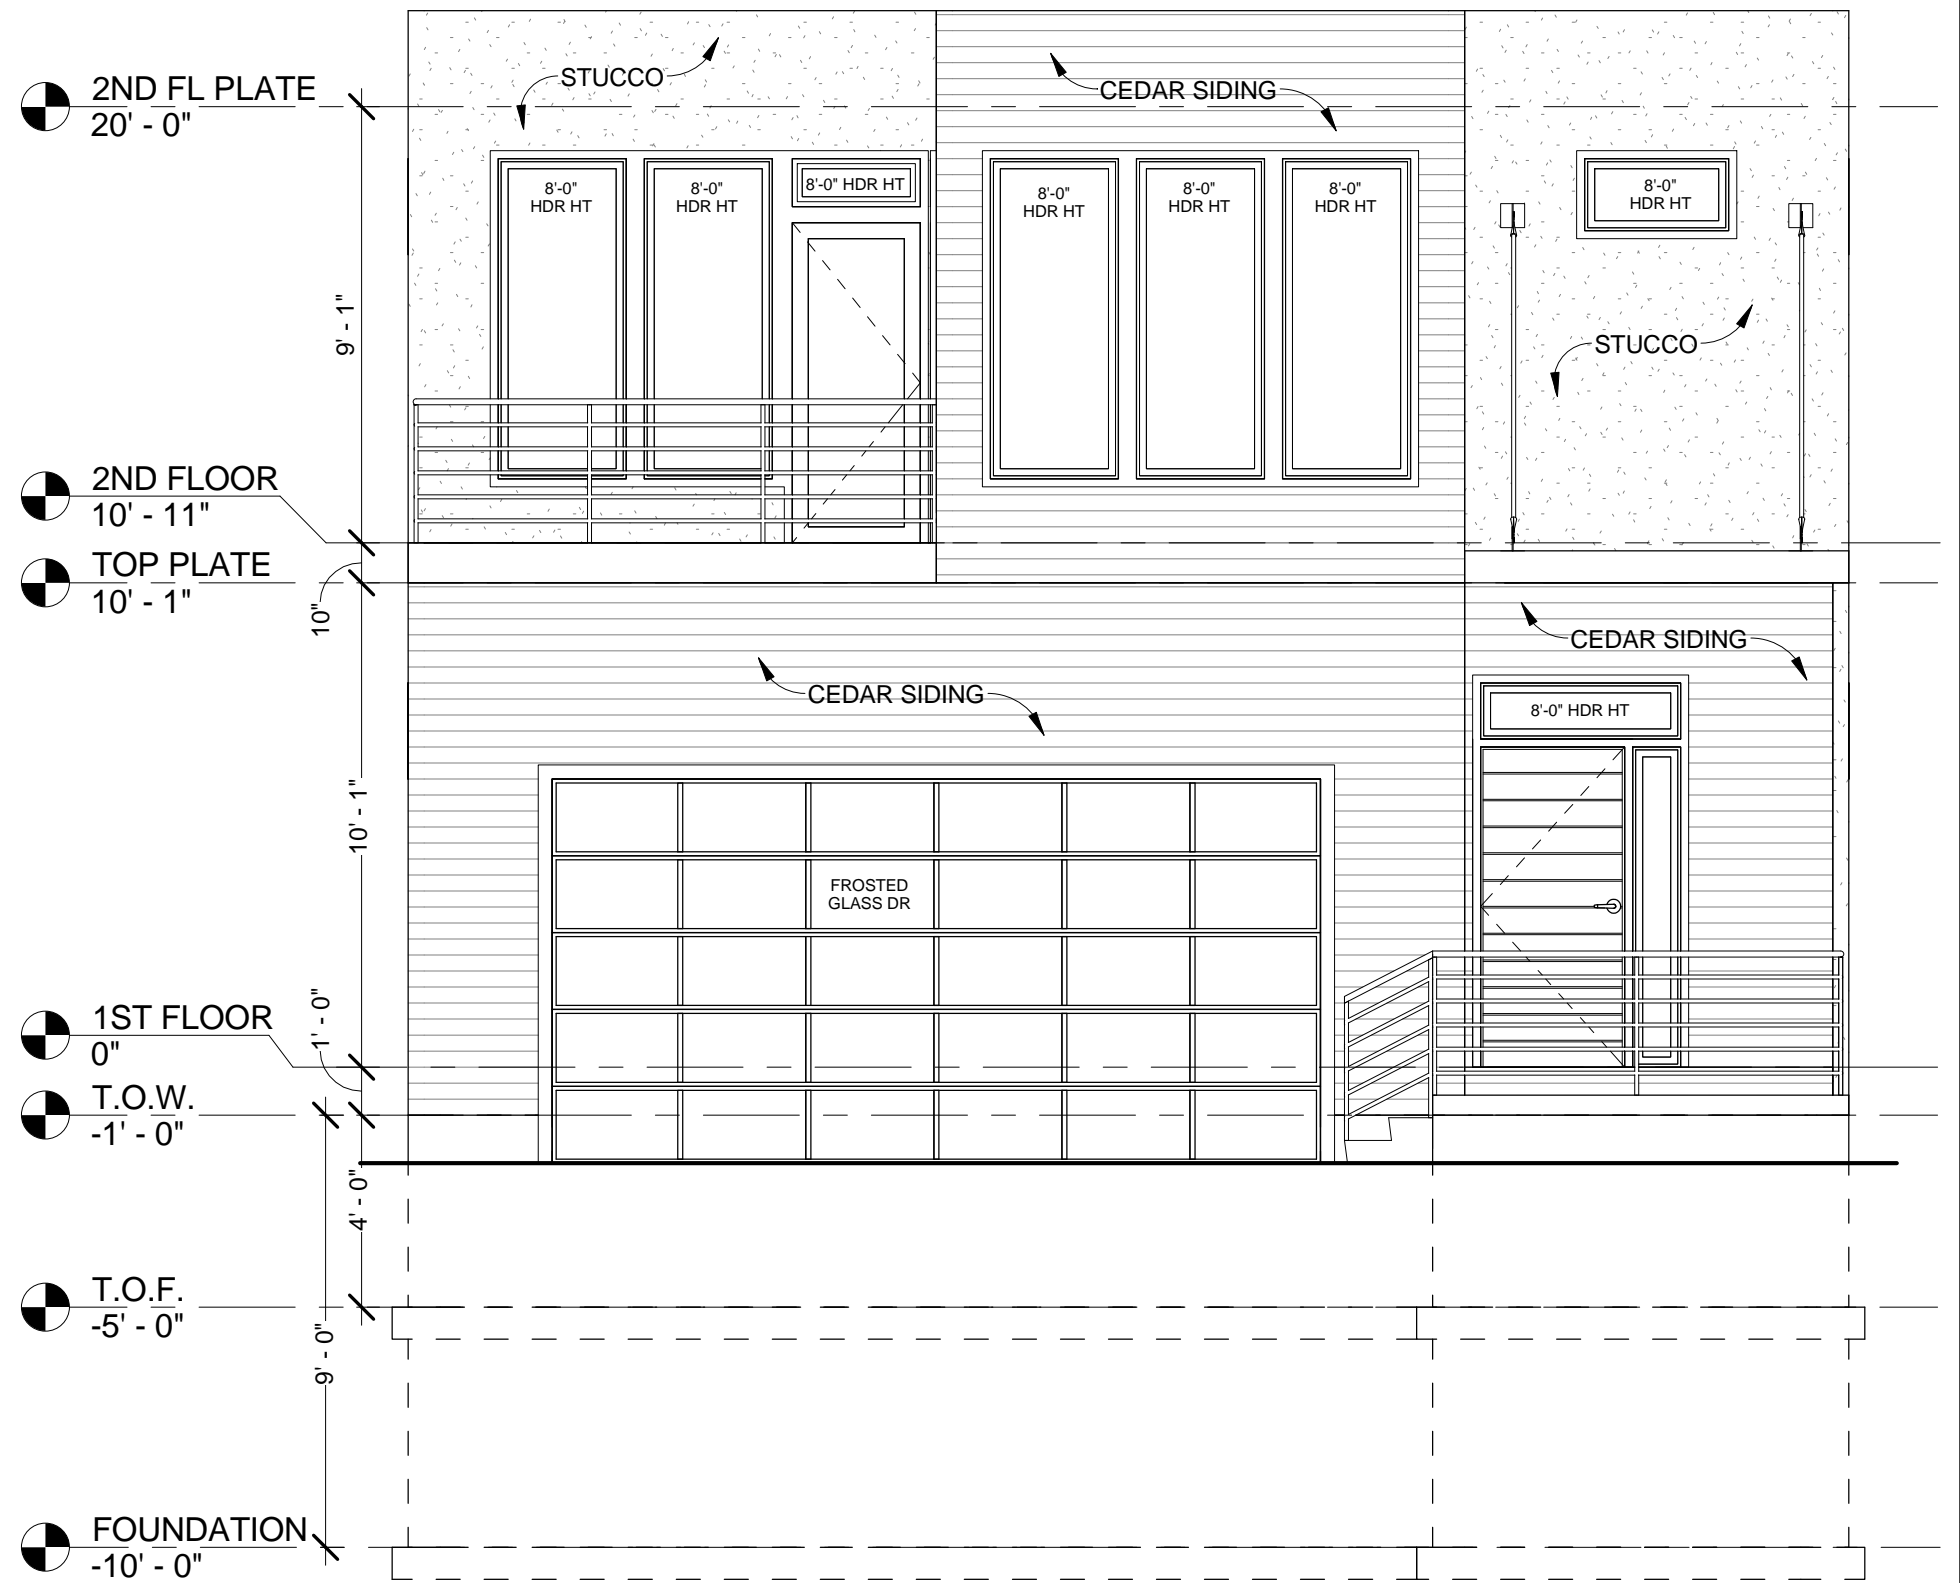 2ND FL PLATE
20' - 0"
STUCCO
CEDAR SIDING
8'-0"
HDR HT
8'-0"
HDR HT
8'-0" HDR HT
8'-0"
HDR HT
8'-0"
HDR HT
8'-0"
HDR HT
8'-0"
HDR HT
9' - 1"
STUCCO
2ND FLOOR
10' - 11"
TOP PLATE
10' - 1"
10"
CEDAR SIDING
CEDAR SIDING
8'-0" HDR HT
10' - 1"
FROSTED
GLASS DR
1ST FLOOR
0"
1' - 0"
T.O.W.
-1' - 0"
4' - 0"
T.O.F.
-5' - 0"
9' - 0"
FOUNDATION
-10' - 0"